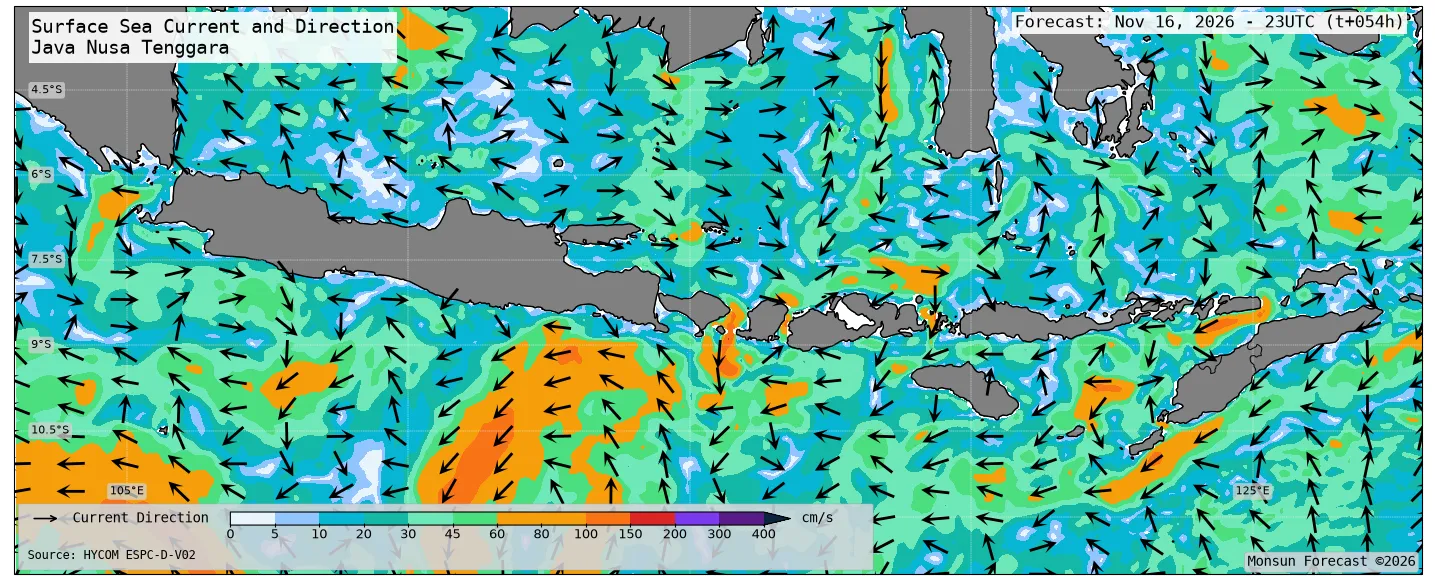 Surface Sea Current and Direction
Java Nusa Tenggara
Forecast: Nov 16, 2026 - 23UTC (t+054h)
4.5°S
6°S
7.5°S
9°S
10.5°S
105°E
125°E
Current Direction
0 5 10 20 30 45 60 80 100 150 200 300 400
cm/s
Source: HYCOM ESPC-D-V02
Monsun Forecast ©2026